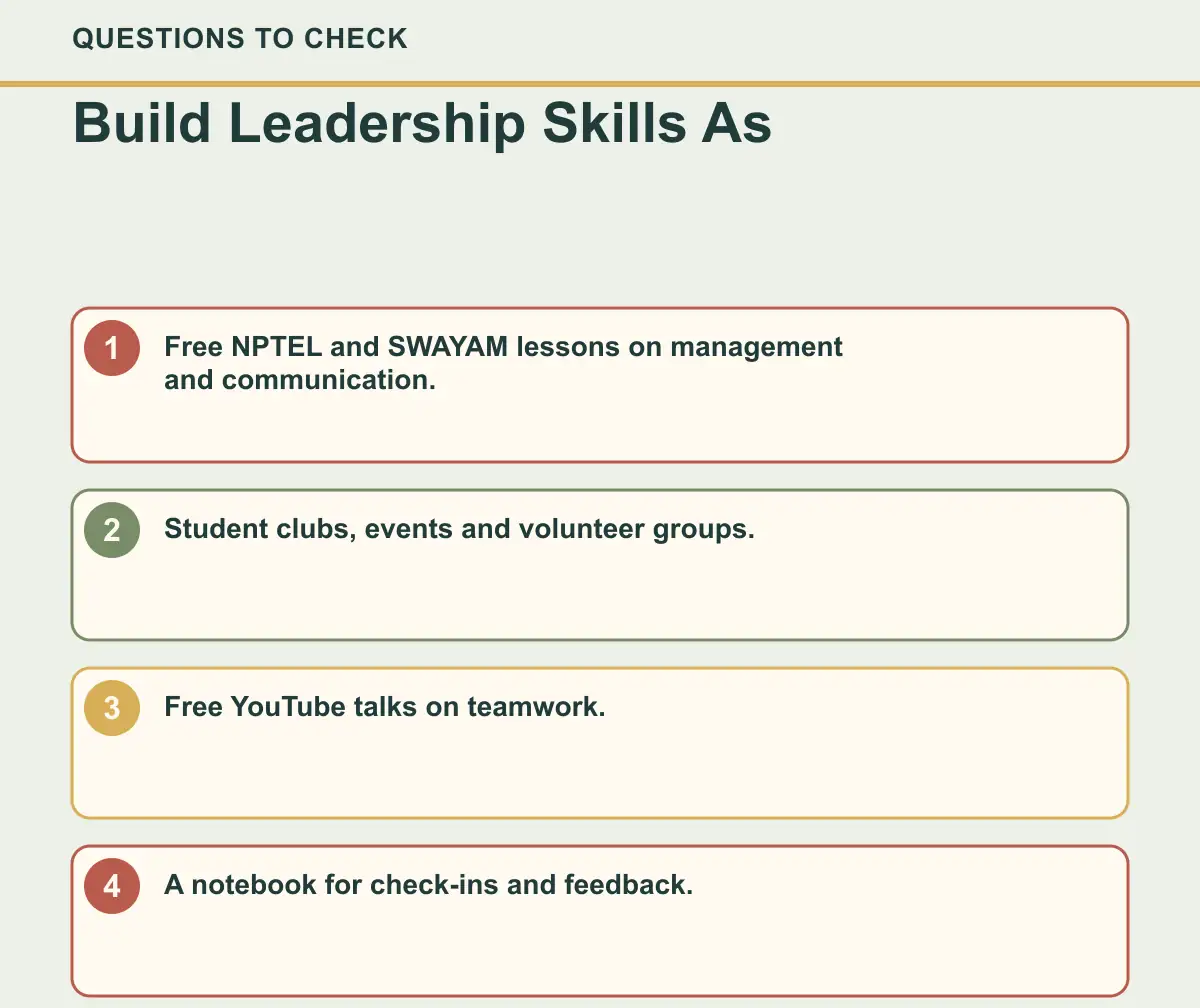 QUESTIONS TO CHECK
Build Leadership Skills As
1
Free NPTEL and SWAYAM lessons on management
and communication.
2
Student clubs, events and volunteer groups.
3
Free YouTube talks on teamwork.
4
A notebook for check-ins and feedback.